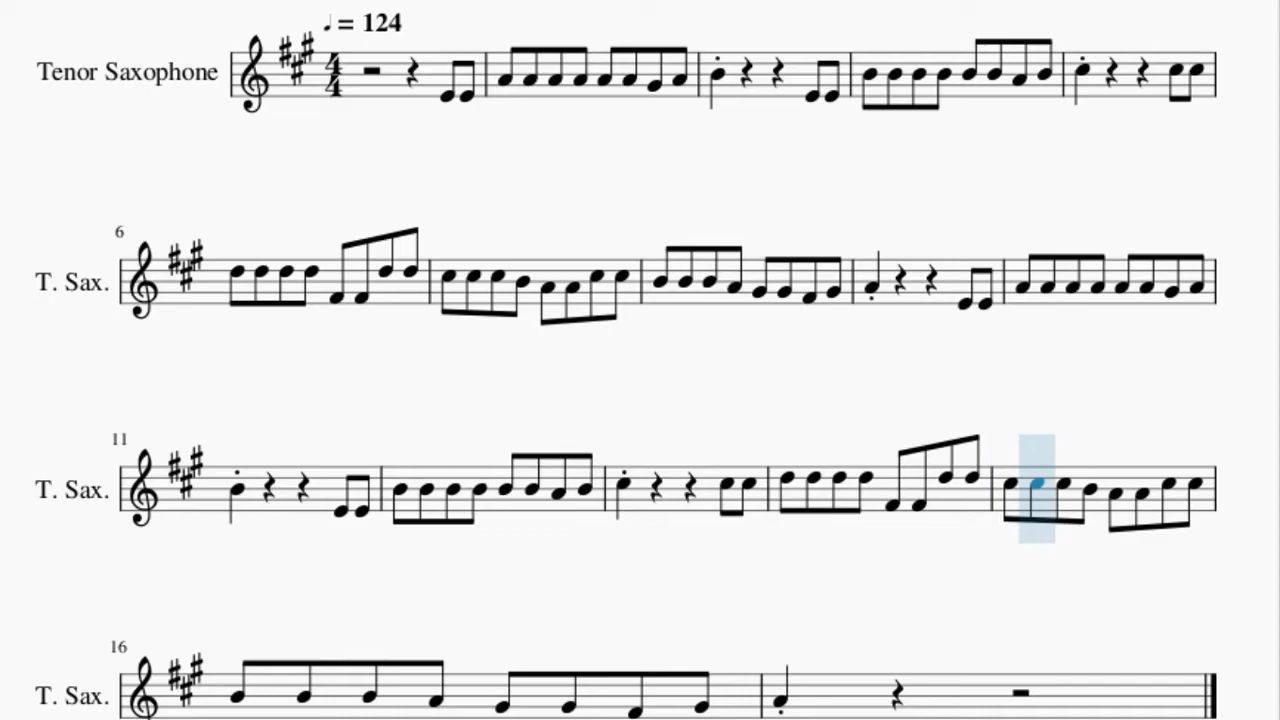 ♩ = 124
Tenor Saxophone
4
4
6
T. Sax.
11
T. Sax.
16
T. Sax.